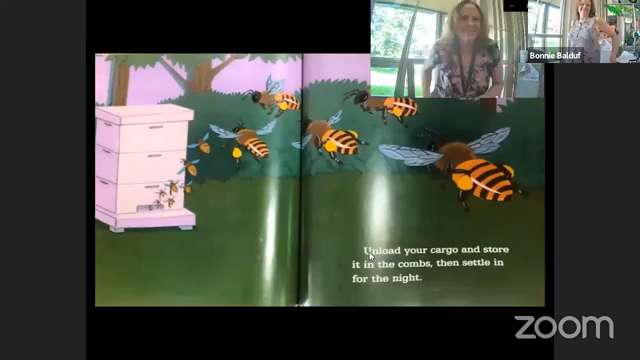 Bonnie Balduf
Unload your cargo and store
it in the combs, then settle in
for the night.
zoom